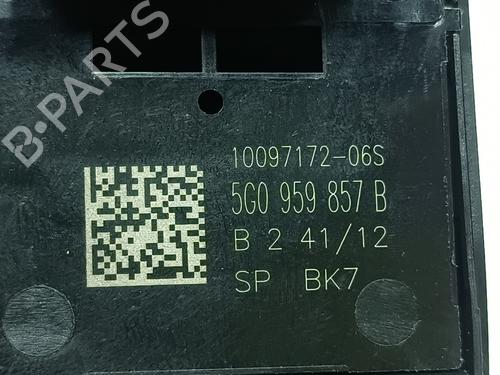 B-PARTS
10097172-06S
5G0 959 857 B
B 2 41/12
SP BK7